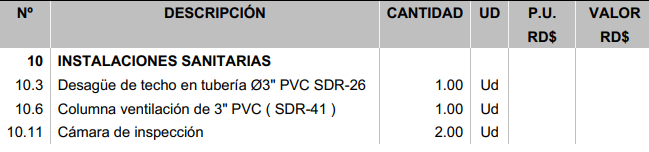 Nº DESCRIPCIÓN CANTIDAD UD P.U. RD$ VALOR RD$
10 INSTALACIONES SANITARIAS
10.3 Desagüe de techo en tubería Ø3" PVC SDR-26 1.00 Ud
10.6 Columna ventilación de 3" PVC ( SDR-41 ) 1.00 Ud
10.11 Cámara de inspección 2.00 Ud